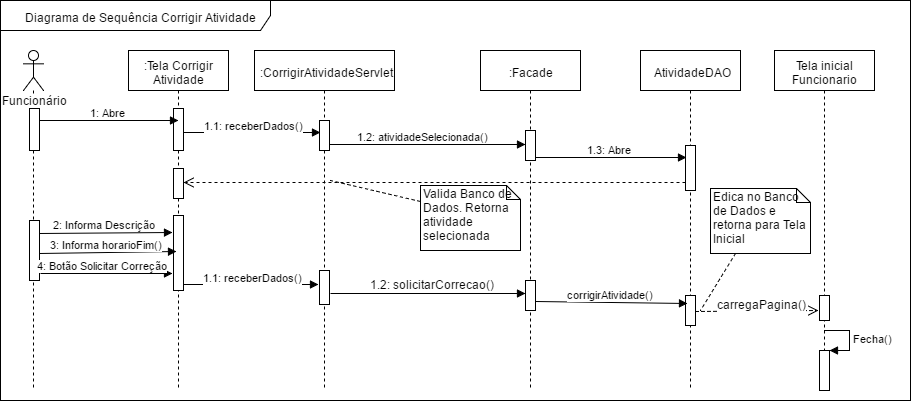 Diagrama de Sequência Corrigir Atividade
Funcionário
:Tela Corrigir
Atividade
:CorrigirAtividadeServlet
:Facade
AtividadeDAO
Tela inicial
Funcionario
1: Abre
1.1: receberDados()
1.2: atividadeSelecionada()
1.3: Abre
Valida Banco de
Dados. Retorna
atividade
selecionada
Edica no Banco
de Dados e
retorna para Tela
Inicial
2: Informa Descrição
3: Informa horarioFim()
4: Botão Solicitar Correção
1.1: receberDados()
1.2: solicitarCorrecao()
corrigirAtividade()
carregaPagina()
Fecha()